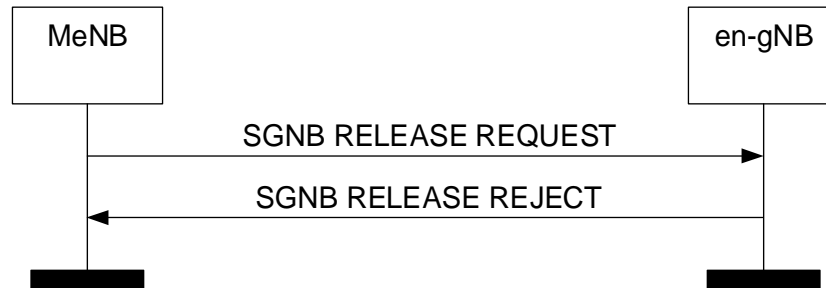 MeNB
en-gNB
SGNB RELEASE REQUEST
SGNB RELEASE REJECT